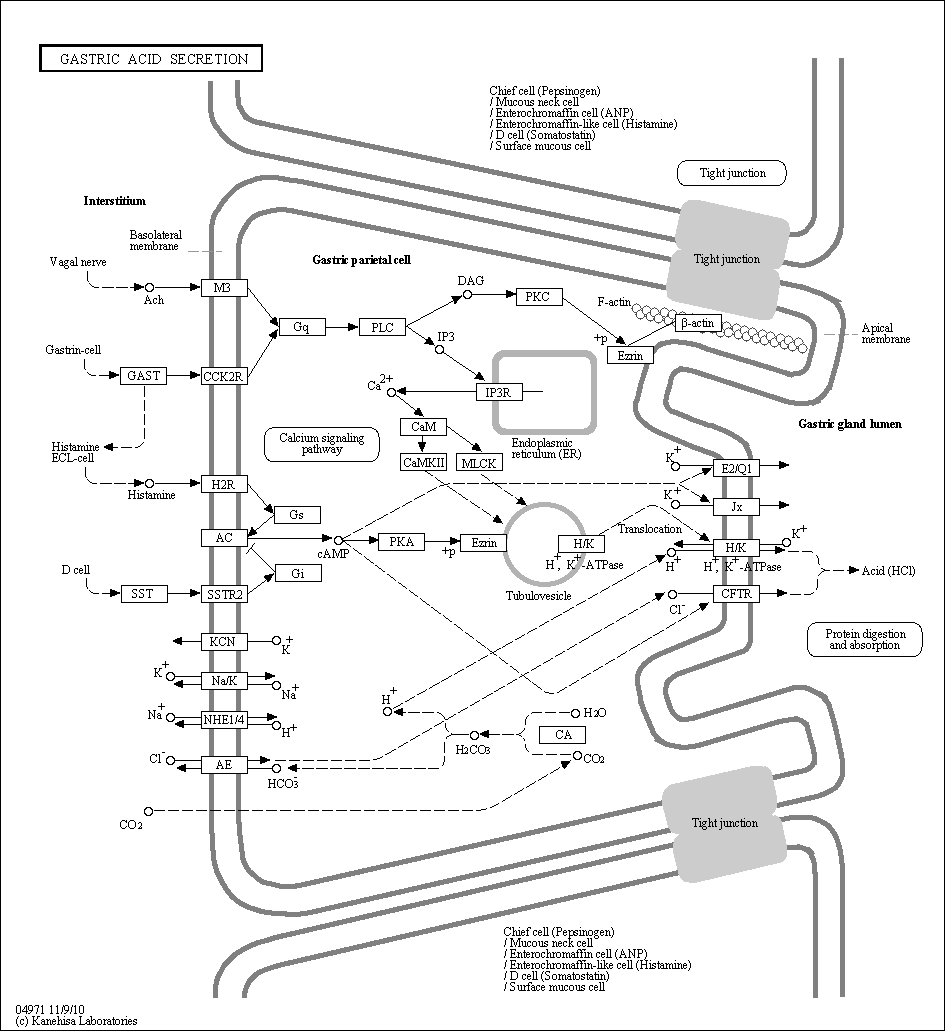 GASTRIC ACID SECRETION
Chief cell (Pepsinogen)
/ Mucous neck cell
/ Enterochromaffin cell (ANP)
/ Enterochromaffin-like cell (Histamine)
/ D cell (Somatostatin)
/ Surface mucous cell
Tight junction
Interstitium
Basolateral
membrane
Gastric parietal cell
Tight junction
Vagal nerve
Ach
M3
Gq
PLC
DAG
PKC
IP3
F-actin
β-actin
+p
Ezrin
Apical
membrane
Gastrin-cell
GAST
CCK2R
Ca2+
IP3R
Endoplasmic
reticulum (ER)
Gastric gland lumen
Histamine
ECL-cell
Histamine
H2R
Calcium signaling
pathway
CaM
CaMKII
MLCK
K+
E2/Q1
K+
Jx
Gs
AC
cAMP
PKA
+p
Ezrin
H/K
H+, K+-ATPase
Tubulovesicle
Translocation
H+
H/K
H+, K+-ATPase
K+
Acid (HCl)
Gi
D cell
SST
SSTR2
Cl-
CFTR
KCN
K+
Protein digestion
and absorption
K+
Na/K
Na+
Na+
NHE1/4
H+
Cl-
AE
HCO3-
H+
H2CO3
H2O
CA
CO2
CO2
Tight junction
Chief cell (Pepsinogen)
/ Mucous neck cell
/ Enterochromaffin cell (ANP)
/ Enterochromaffin-like cell (Histamine)
/ D cell (Somatostatin)
/ Surface mucous cell
04971 11/9/10
(c) Kanehisa Laboratories